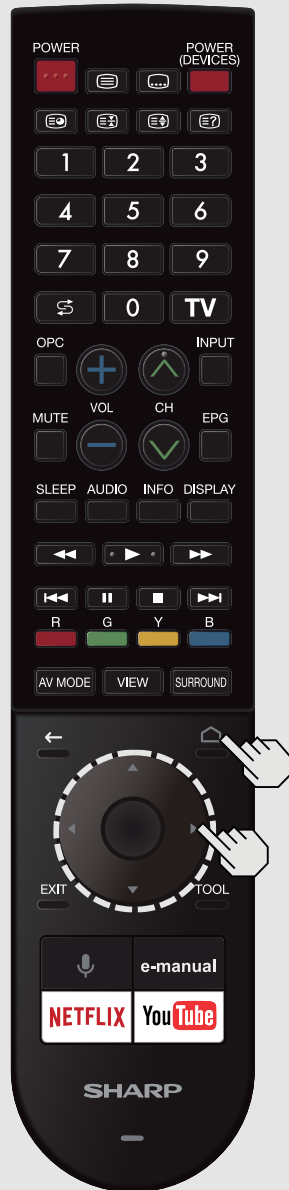 POWER POWER
(DEVICES)
1 2 3
4 5 6
7 8 9
0 TV
OPC INPUT
MUTE VOL CH EPG
SLEEP AUDIO INFO DISPLAY
R G Y B
AV MODE VIEW SURROUND
EXIT TOOL
e-manual
NETFLIX YouTube
SHARP